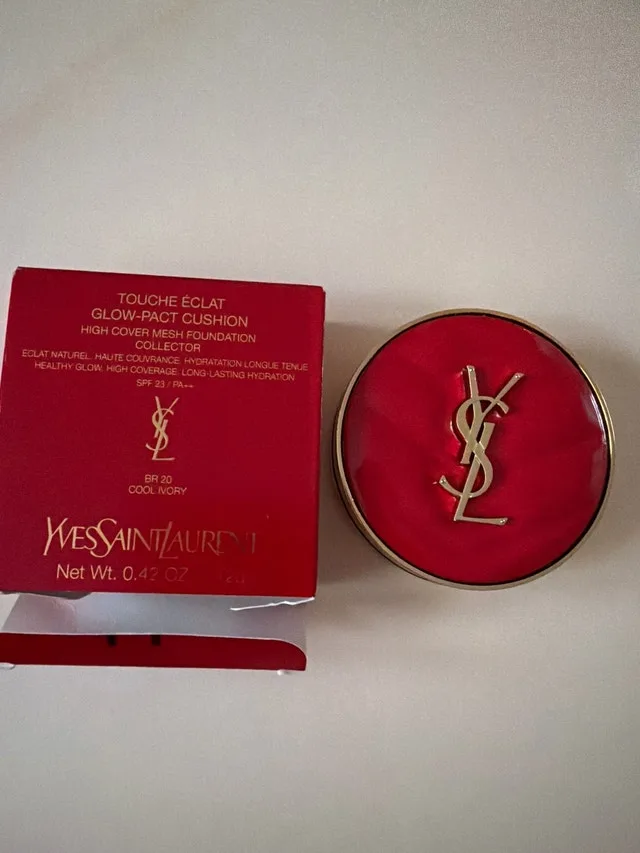 TOUCHE ÉCLAT
GLOW-PACT CUSHION
HIGH COVER MESH FOUNDATION
COLLECTOR
ECLAT NATUREL. HAUTE COUVRANCE. HYDRATATION LONGUE TENUE
HEALTHY GLOW. HIGH COVERAGE. LONG-LASTING HYDRATION
SPF 23 / PA++
YSL
BR 20
COOL IVORY
YVESSAINTLAURENT
Net Wt. 0.42 OZ
YSL